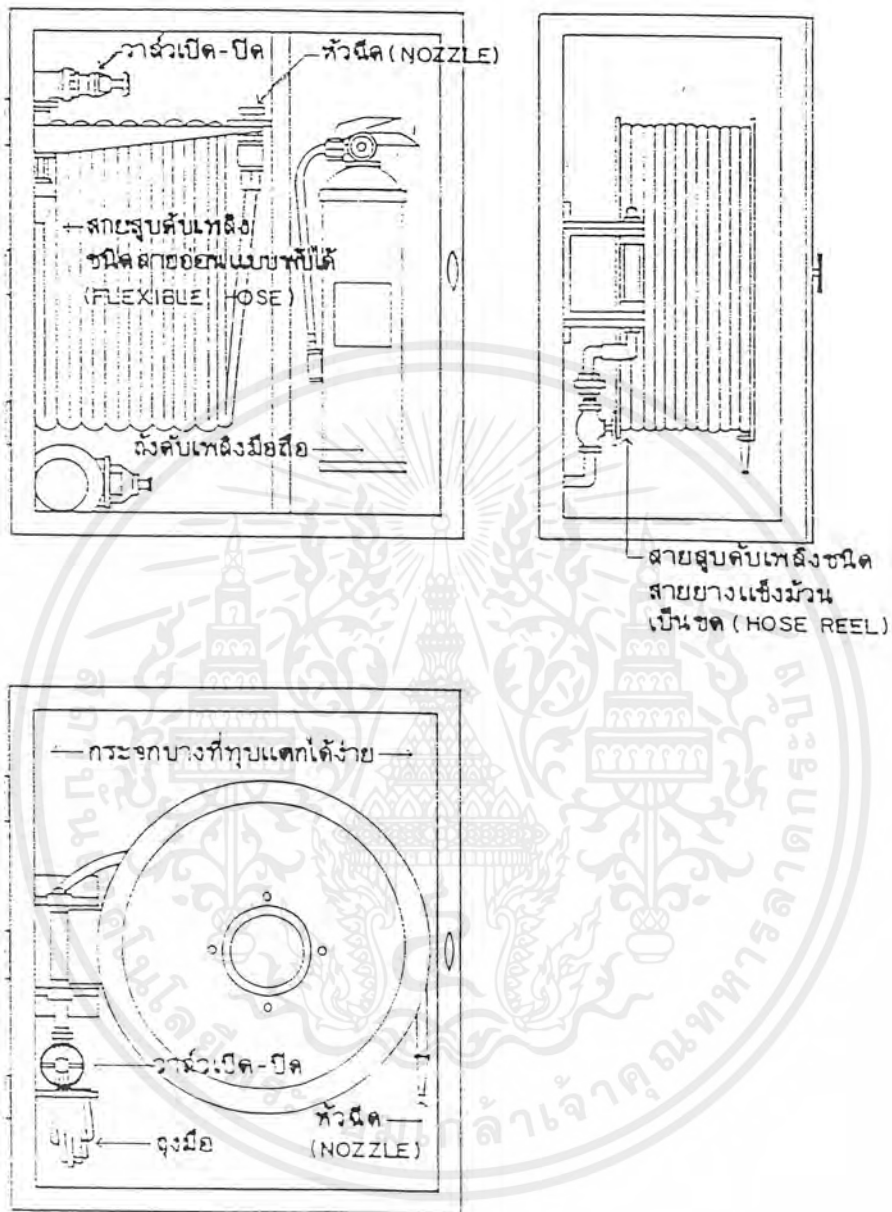 วาล์วเปิด-ปิด
หัวฉีด (NOZZLE)
สายสูบดับเพลิง
ชนิดสายอ่อนแบบพับได้
(FLEXIBLE HOSE)
ถังดับเพลิงมือถือ
สายสูบดับเพลิงชนิด
สายยางแข็งม้วน
เป็นขด (HOSE REEL)
กระจกบางที่ทุบแตกได้ง่าย
วาล์วเปิด-ปิด
ถุงมือ
หัวฉีด
(NOZZLE)